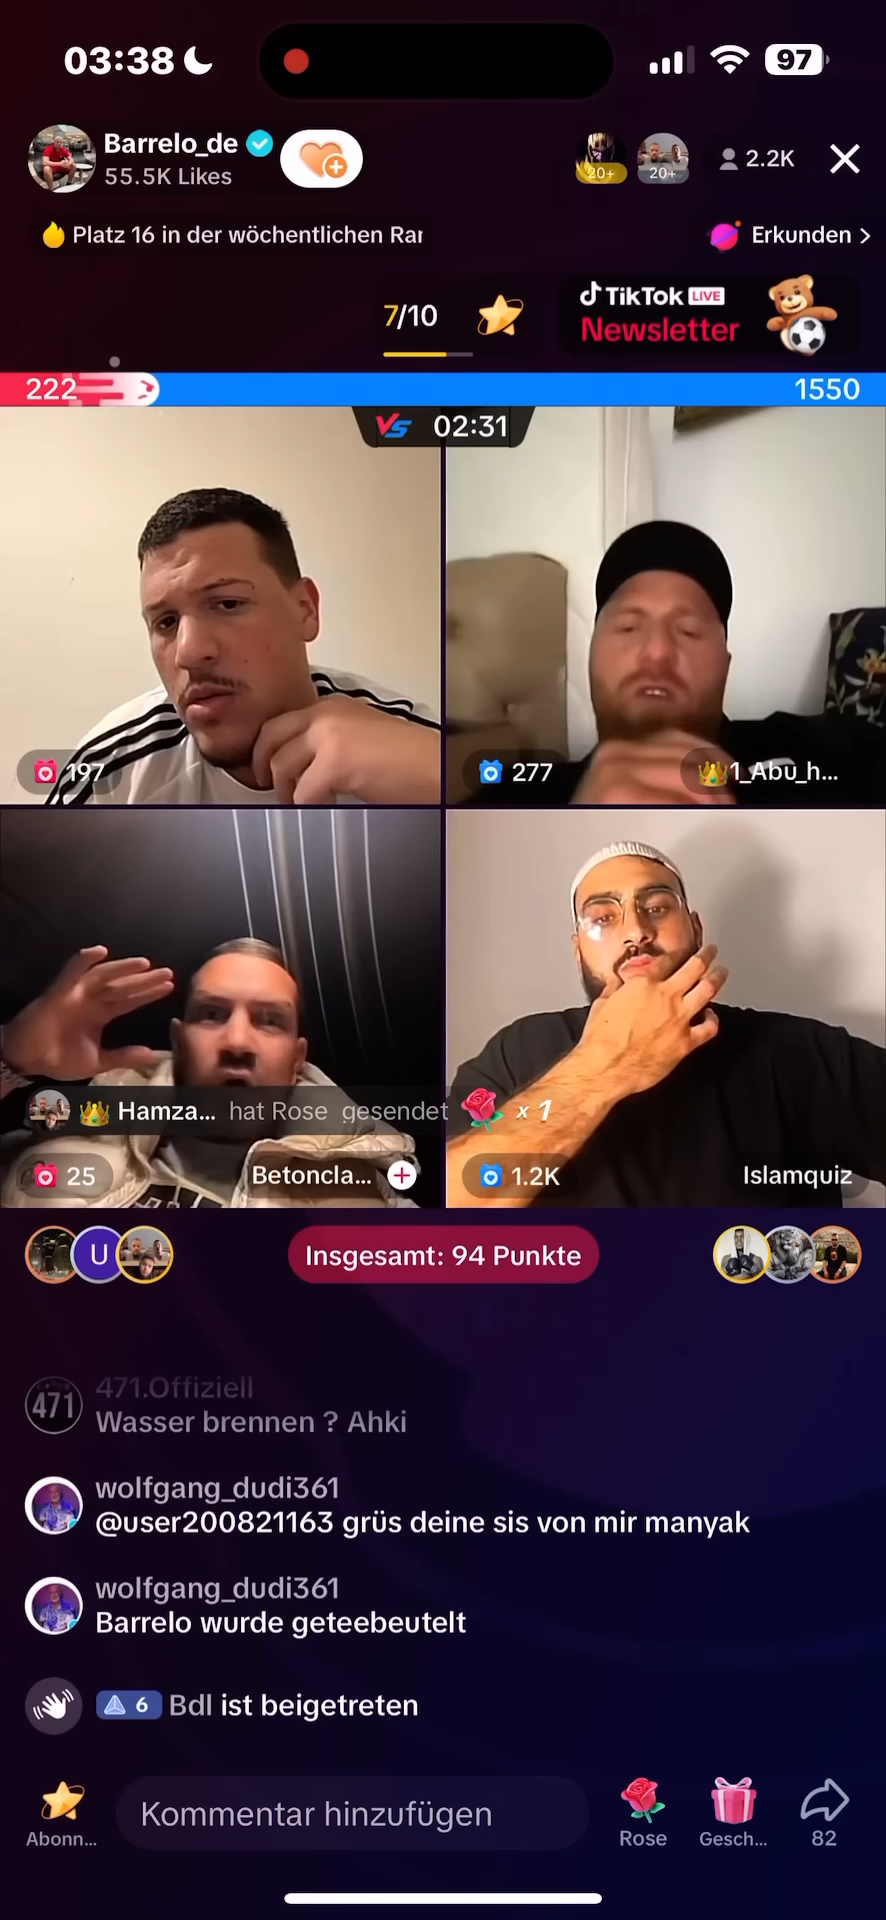 03:38
97
Barrelo_de
55.5K Likes
20+
20+
2.2K
Platz 16 in der wöchentlichen Ran
Erkunden >
7/10
TikTok LIVE
Newsletter
222
1550
VS 02:31
197
277
1_Abu_h...
Hamza... hat Rose gesendet x 1
25
Betoncla...
1.2K
Islamquiz
U
Insgesamt: 94 Punkte
471
471.Offiziell
Wasser brennen ? Ahki
wolfgang_dudi361
@user200821163 grüs deine sis von mir manyak
wolfgang_dudi361
Barrelo wurde geteebeutelt
6 Bdl ist beigetreten
Kommentar hinzufügen
Abonn...
Rose
Gesch...
82